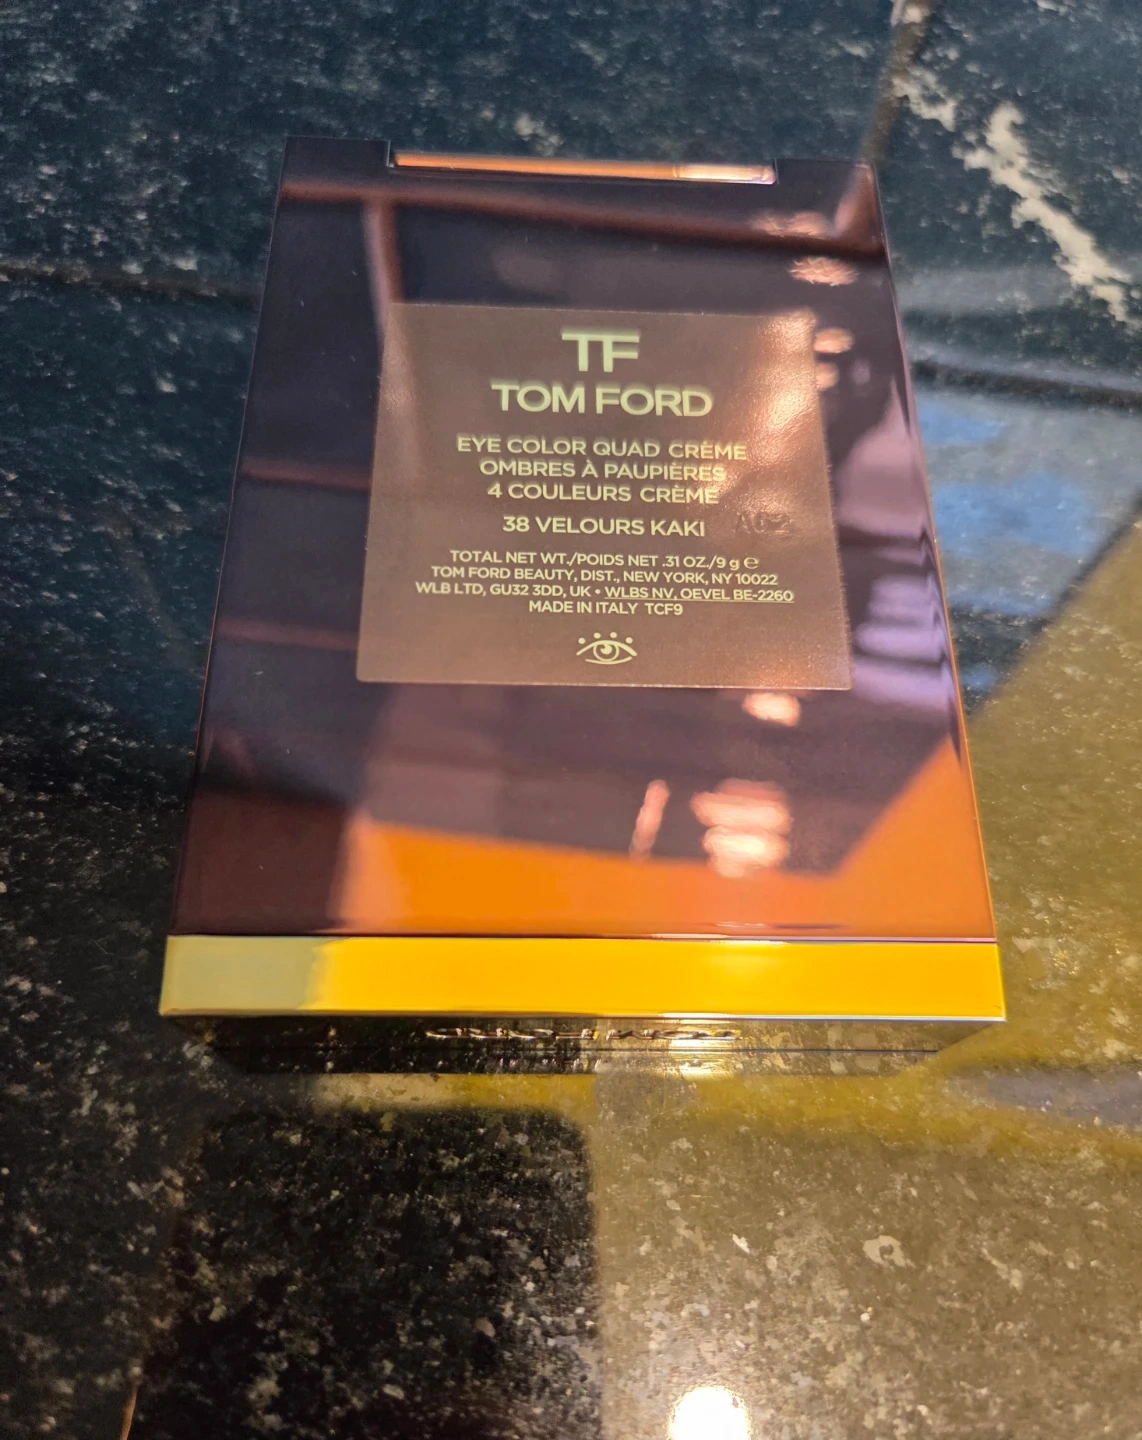 TF
TOM FORD
EYE COLOR QUAD CRÈME
OMBRES À PAUPIÈRES
4 COULEURS CRÈME
38 VELOURS KAKI A62
TOTAL NET WT./POIDS NET .31 OZ./9 g ℮
TOM FORD BEAUTY, DIST., NEW YORK, NY 10022
WLB LTD, GU32 3DD, UK • WLBS NV, OEVEL BE-2260
MADE IN ITALY TCF9